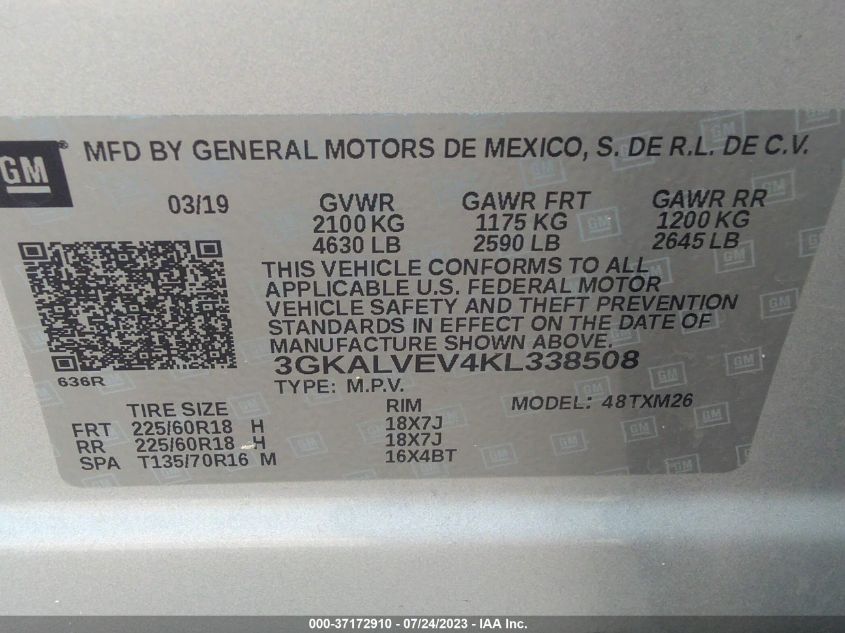 GM
MFD BY GENERAL MOTORS DE MEXICO, S. DE R.L. DE C.V.
03/19 GVWR GAWR FRT GAWR RR
2100 KG 1175 KG 1200 KG
4630 LB 2590 LB 2645 LB
THIS VEHICLE CONFORMS TO ALL
APPLICABLE U.S. FEDERAL MOTOR
VEHICLE SAFETY AND THEFT PREVENTION
STANDARDS IN EFFECT ON THE DATE OF
MANUFACTURE SHOWN ABOVE.
636R 3GKALVEV4KL338508
TYPE: M.P.V.
TIRE SIZE RIM MODEL: 48TXM26
FRT 225/60R18 H 18X7J
RR 225/60R18 H 18X7J
SPA T135/70R16 M 16X4BT
000-37172910 - 07/24/2023 - IAA Inc.